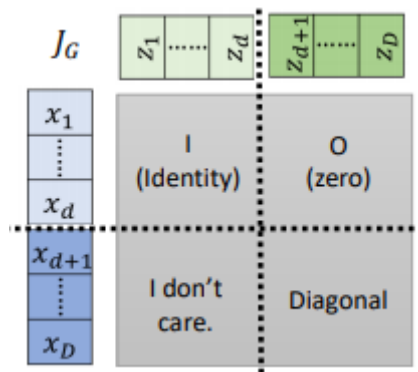 J_G
z_1 ...... z_d z_{d+1} ...... z_D
x_1
......
x_d
x_{d+1}
......
x_D
I
(Identity)
O
(zero)
I don't
care.
Diagonal